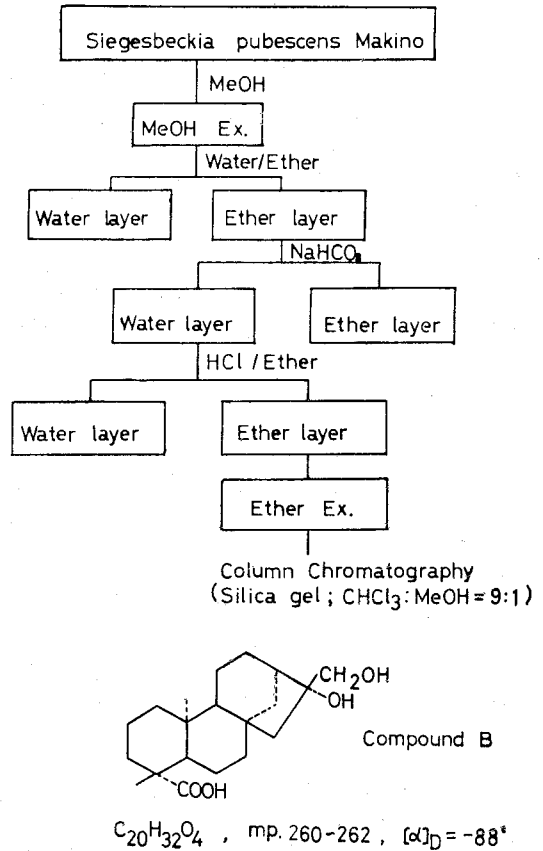 Siegesbeckia pubescens Makino
MeOH
MeOH Ex.
Water/Ether
Water layer
Ether layer
NaHCO₃
Water layer
Ether layer
HCl / Ether
Water layer
Ether layer
Ether Ex.
Column Chromatography
(Silica gel ; CHCl₃ : MeOH = 9:1)
CH₂OH
OH
Compound B
COOH
C₂₀H₃₂O₄ , mp. 260-262 , [α]D = -88°